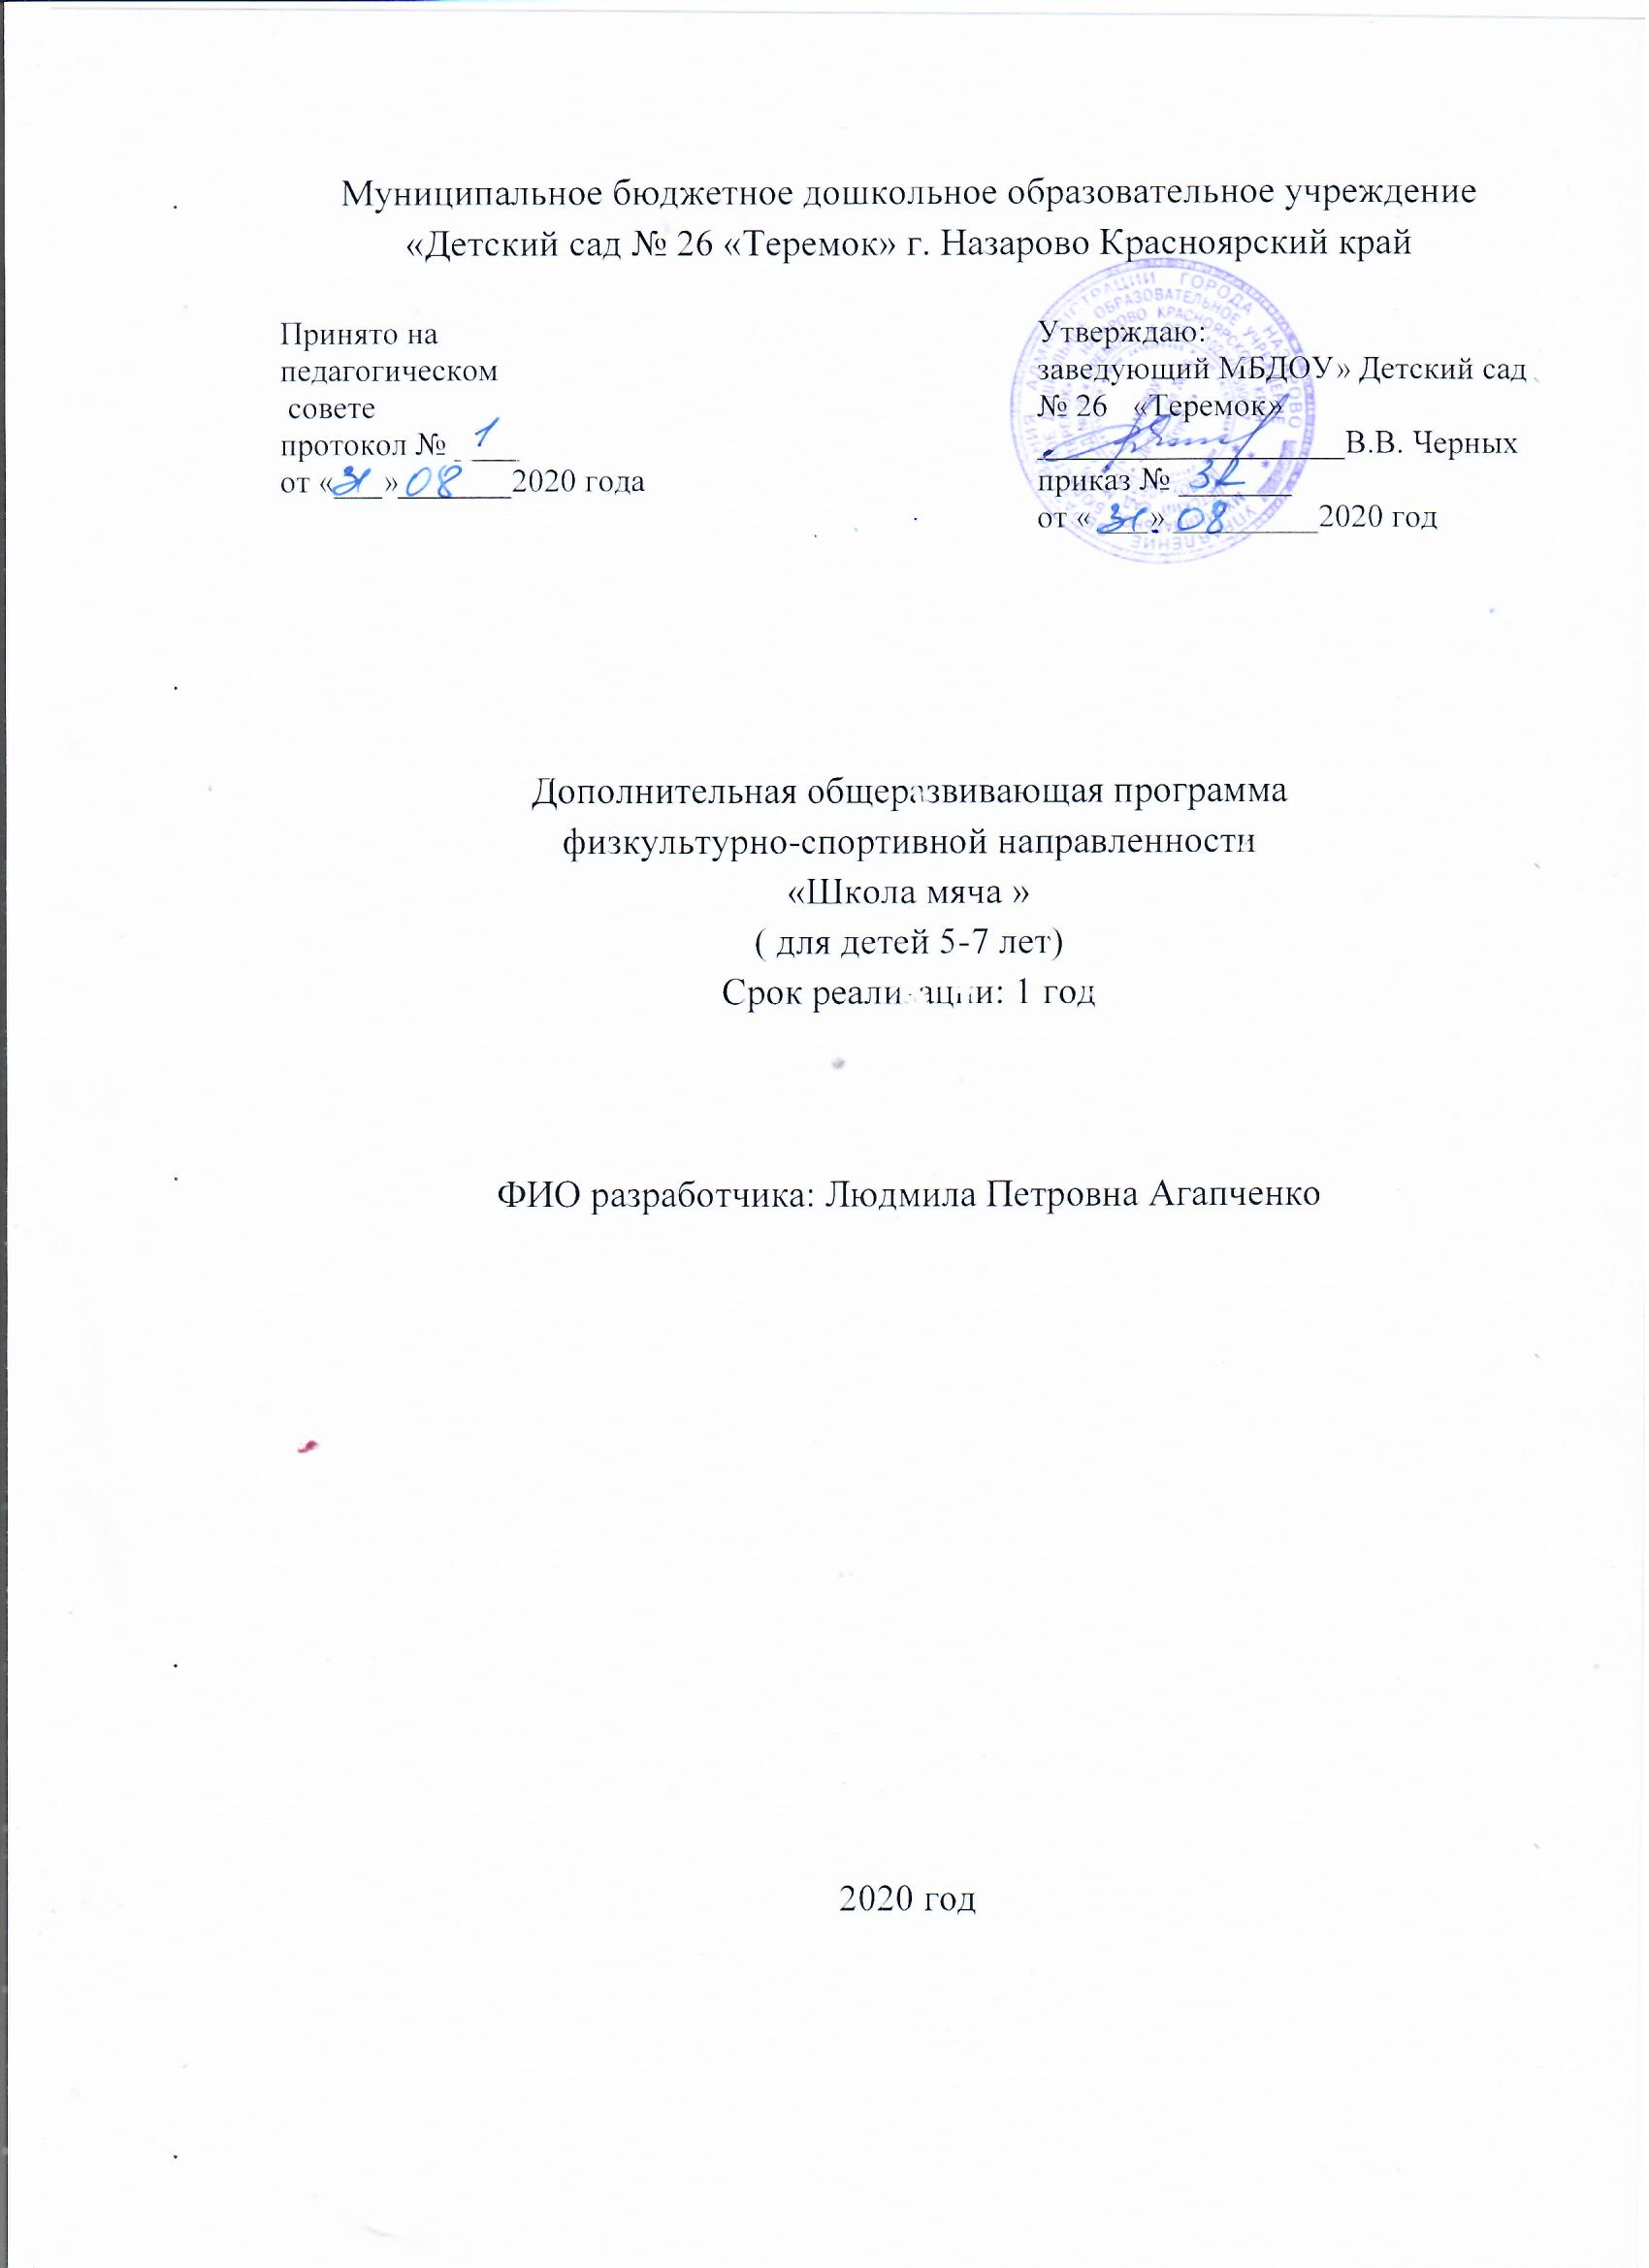 Муниципальное бюджетное дошкольное образовательное учреждение
«Детский сад № 26 «Теремок» г. Назарово Красноярский край
Принято на
педагогическом
совете
протокол № 1
от «31» 08 2020 года
Утверждаю:
заведующий МБДОУ» Детский сад
№ 26 «Теремок»
В.В. Черных
приказ № 32
от «31» 08 2020 год
Дополнительная общеразвивающая программа
физкультурно-спортивной направленности
«Школа мяча »
( для детей 5-7 лет)
Срок реализации: 1 год
ФИО разработчика: Людмила Петровна Агапченко
2020 год